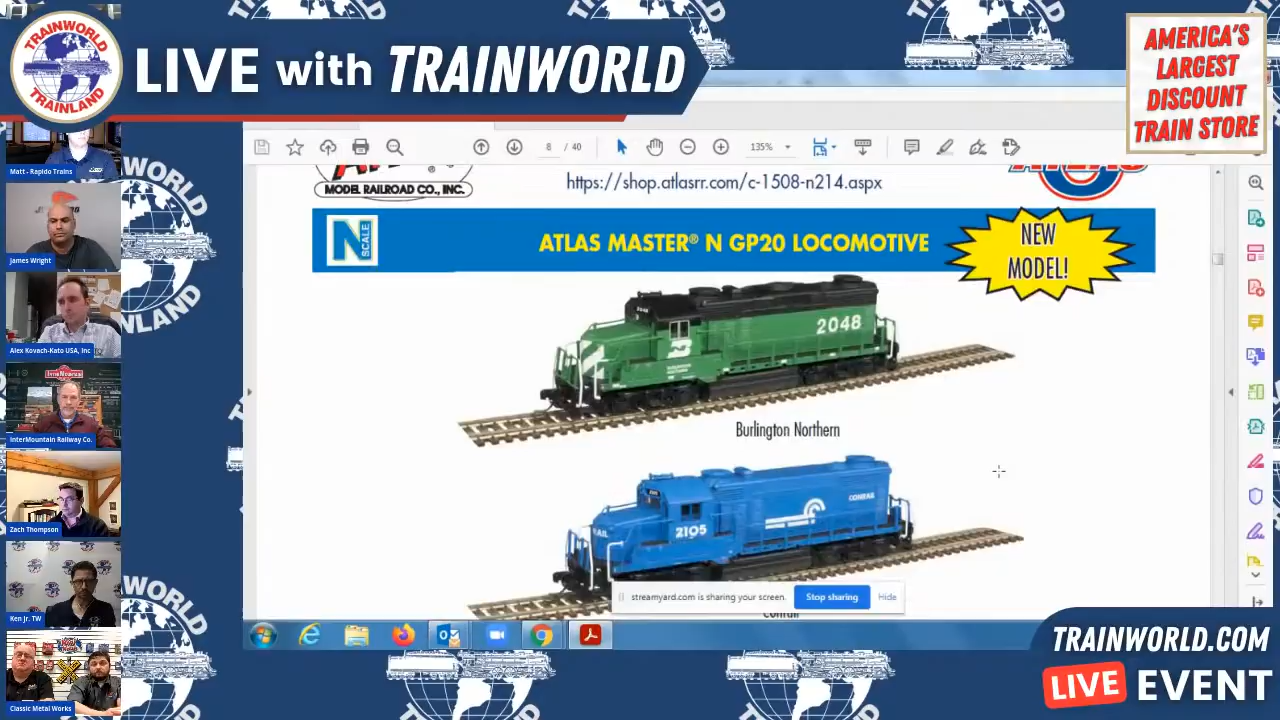 TRAINWORLD
TRAINLAND
LIVE with TRAINWORLD
AMERICA'S
LARGEST
DISCOUNT
TRAIN STORE
Matt - Rapido Trains
James Wright
Alex Kovach-Kato USA, Inc
InterMountain Railway Co.
Zach Thompson
Ken Jr. TW
Classic Metal Works
8 / 40
135%
MODEL RAILROAD CO., INC.
https://shop.atlasrr.com/c-1508-n214.aspx
ATLAS
N SCALE
ATLAS MASTER® N GP20 LOCOMOTIVE
NEW
MODEL!
2048
Burlington Northern
2105
CONRAIL
streamyard.com is sharing your screen.
Stop sharing
Hide
Conrail
TRAINWORLD.COM
LIVE EVENT